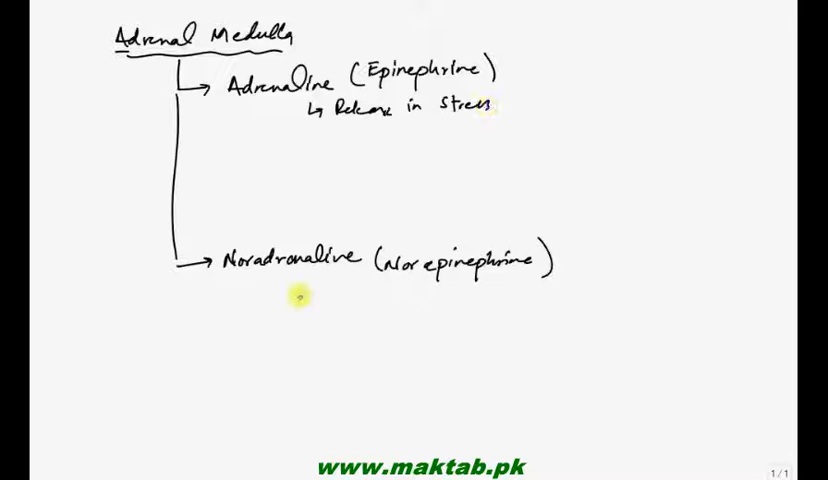 Adrenal Medulla
Adrenaline (Epinephrine)
Release in stress
Noradrenaline (Norepinephrine)
www.maktab.pk
1/1